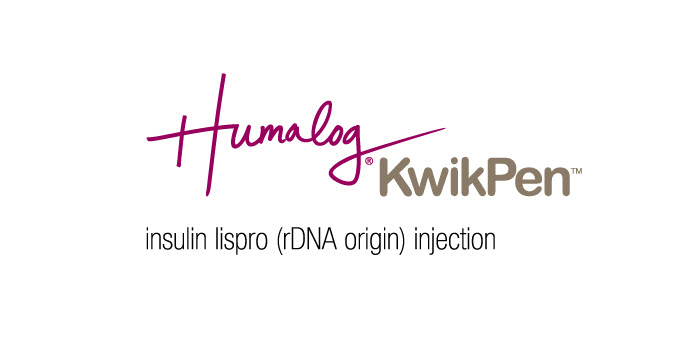 Humalog® KwikPen™
insulin lispro (rDNA origin) injection